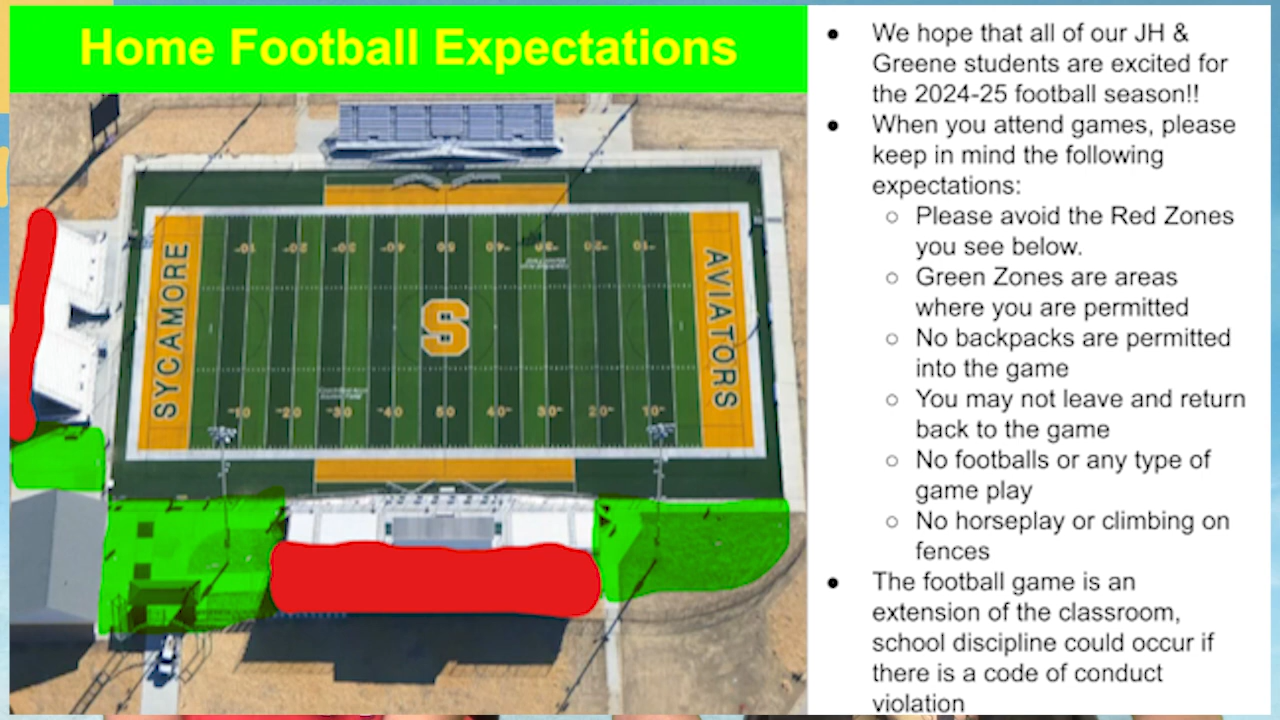 Home Football Expectations
SYCAMORE
S
AVIATORS
50
50
● We hope that all of our JH &
Greene students are excited for
the 2024-25 football season!!
● When you attend games, please
keep in mind the following
expectations:
○ Please avoid the Red Zones
you see below.
○ Green Zones are areas
where you are permitted
○ No backpacks are permitted
into the game
○ You may not leave and return
back to the game
○ No footballs or any type of
game play
○ No horseplay or climbing on
fences
● The football game is an
extension of the classroom,
school discipline could occur if
there is a code of conduct
violation